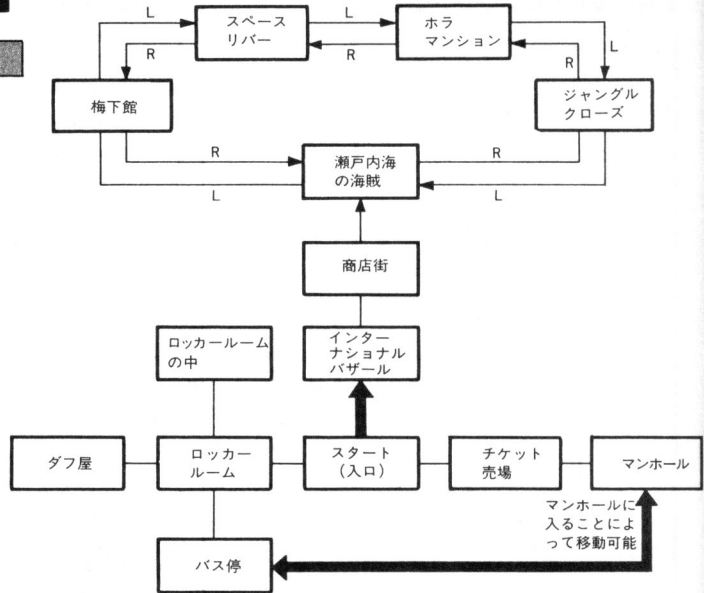 L
スペース
リバー
L
ホラ
マンション
L
R
R
R
梅下館
ジャングル
クローズ
R
瀬戸内海
の海賊
R
L
L
商店街
ロッカールーム
の中
インター
ナショナル
バザール
ダフ屋
ロッカー
ルーム
スタート
(入口)
チケット
売場
マンホール
マンホールに
入ることによ
って移動可能
バス停